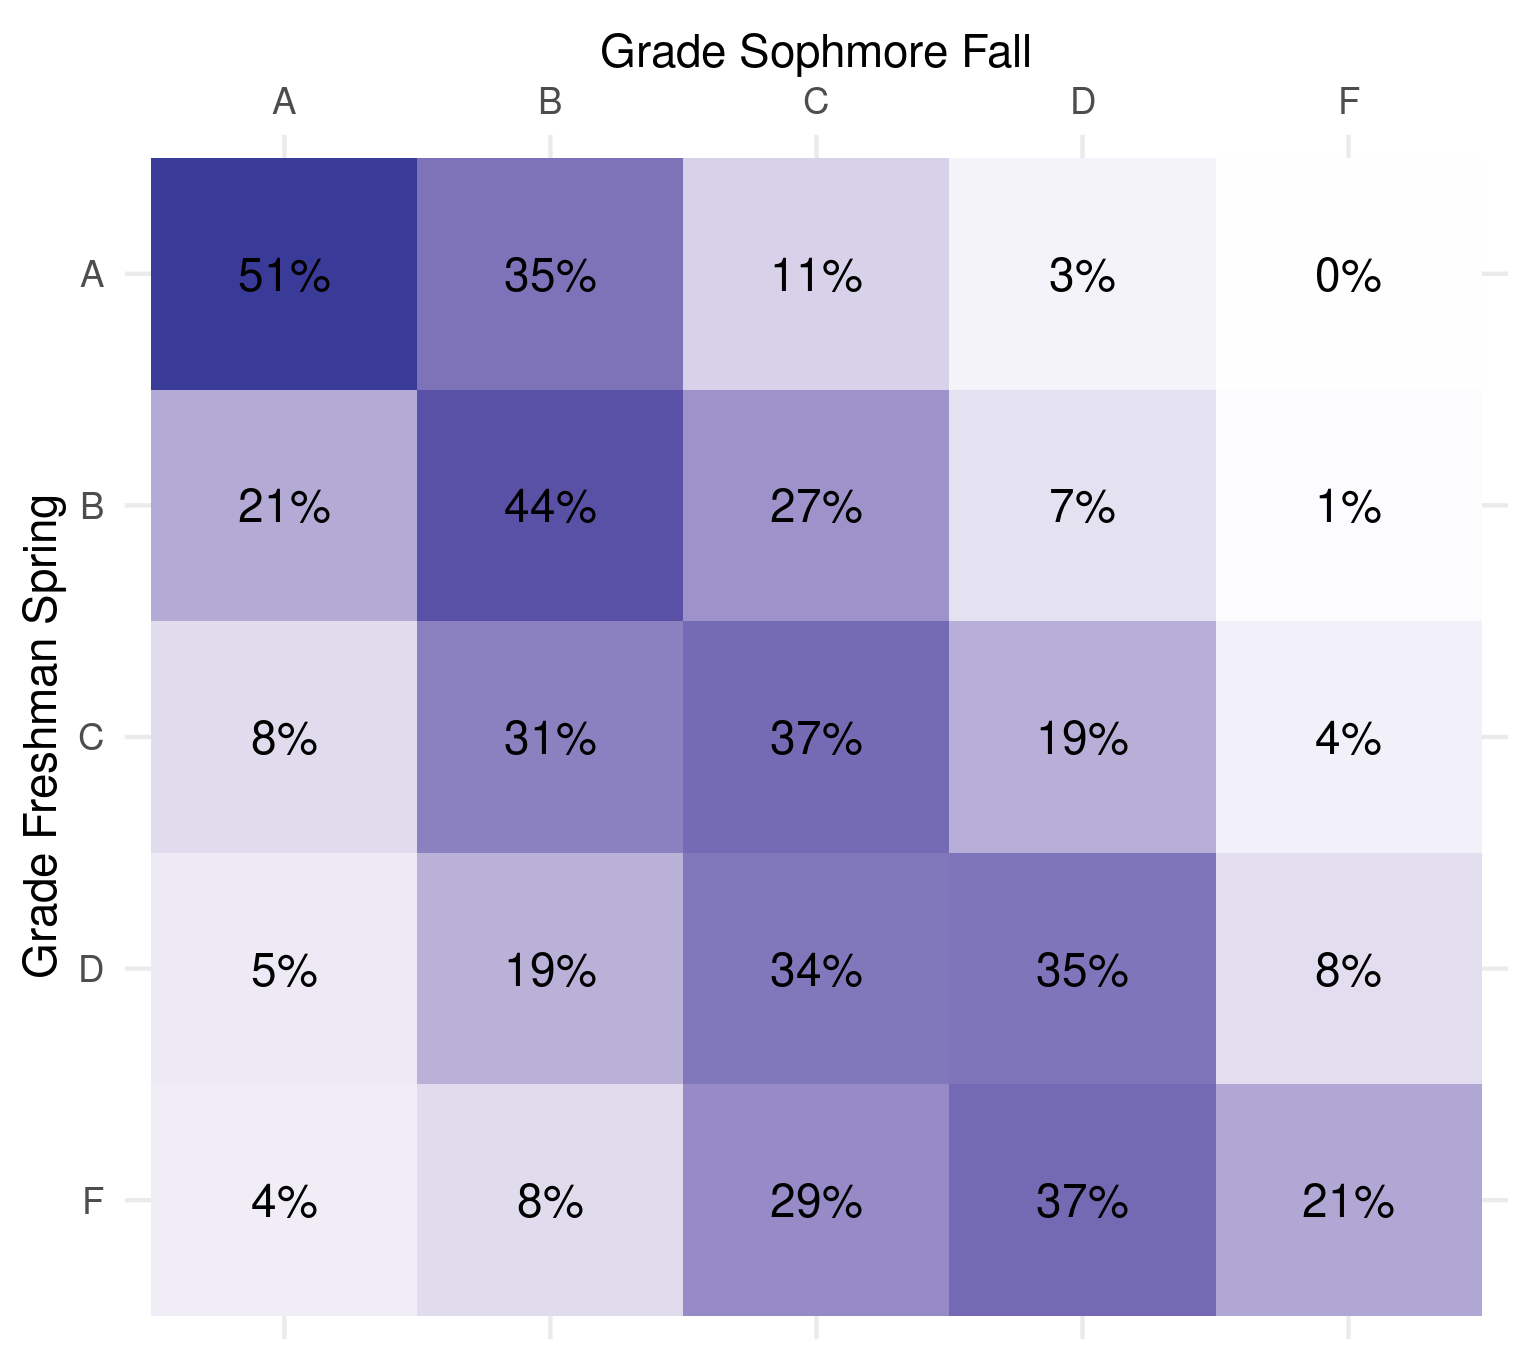 Grade Sophmore Fall
A B C D F
Grade Freshman Spring
A 51% 35% 11% 3% 0%
B 21% 44% 27% 7% 1%
C 8% 31% 37% 19% 4%
D 5% 19% 34% 35% 8%
F 4% 8% 29% 37% 21%